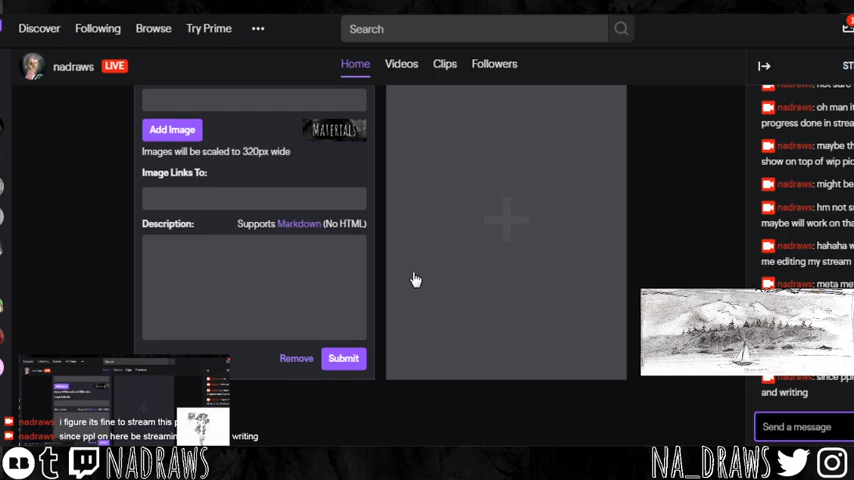 Discover Following Browse Try Prime Search
nadraws LIVE Home Videos Clips Followers
Add Image MATERIALS
Images will be scaled to 320px wide
Image Links To:
Description: Supports Markdown (No HTML)
Remove Submit
nadraws: not sure
nadraws: oh man it
progress done in strea
nadraws: maybe th
show on top of wip pic
nadraws: might be
nadraws: hm not su
maybe will work on tha
nadraws: hahaha w
me editing my stream
nadraws: meta me
nadraws: since ppl
and writing
Send a message
nadraws: i figure its fine to stream this p
nadraws: since ppl on here be streamin writing
NADRAWS
NA_DRAWS